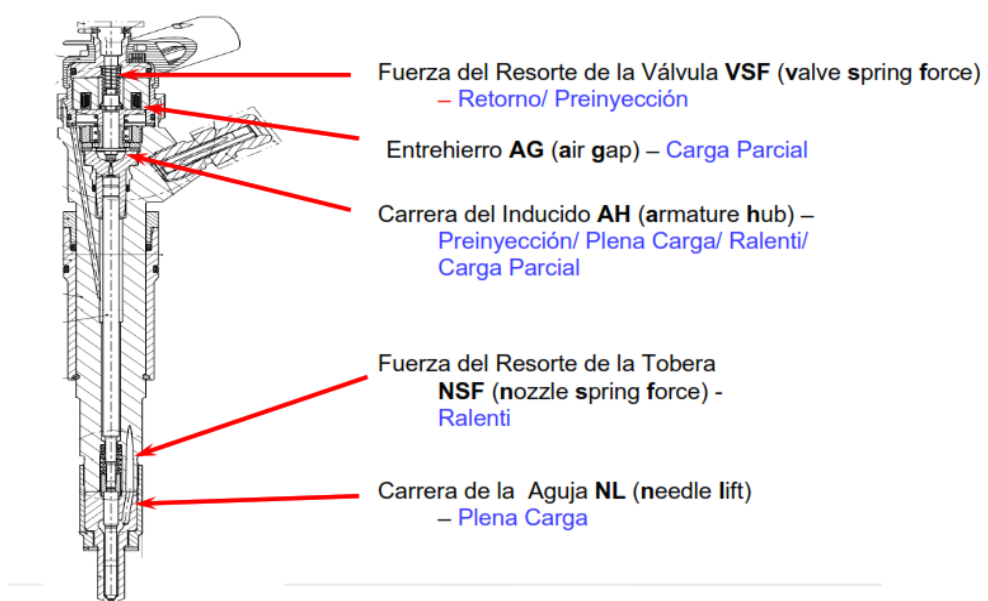 Fuerza del Resorte de la Válvula VSF (valve spring force)
– Retorno/ Preinyección
Entrehierro AG (air gap) – Carga Parcial
Carrera del Inducido AH (armature hub) –
Preinyección/ Plena Carga/ Ralenti/
Carga Parcial
Fuerza del Resorte de la Tobera
NSF (nozzle spring force) -
Ralenti
Carrera de la Aguja NL (needle lift)
– Plena Carga